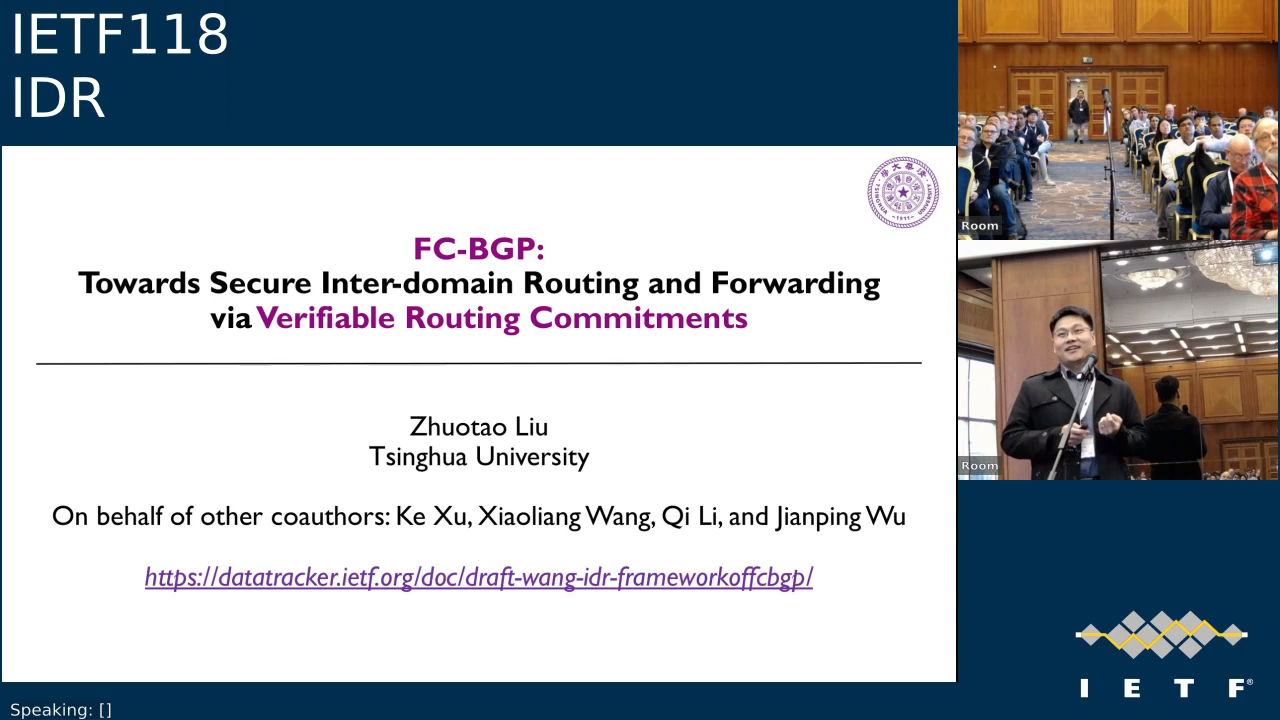 IETF118
IDR
FC-BGP:
Towards Secure Inter-domain Routing and Forwarding
via Verifiable Routing Commitments
Zhuotao Liu
Tsinghua University
On behalf of other coauthors: Ke Xu, Xiaoliang Wang, Qi Li, and Jianping Wu
https://datatracker.ietf.org/doc/draft-wang-idr-frameworkoffcbgp/
Room
Room
I E T F®
Speaking: []